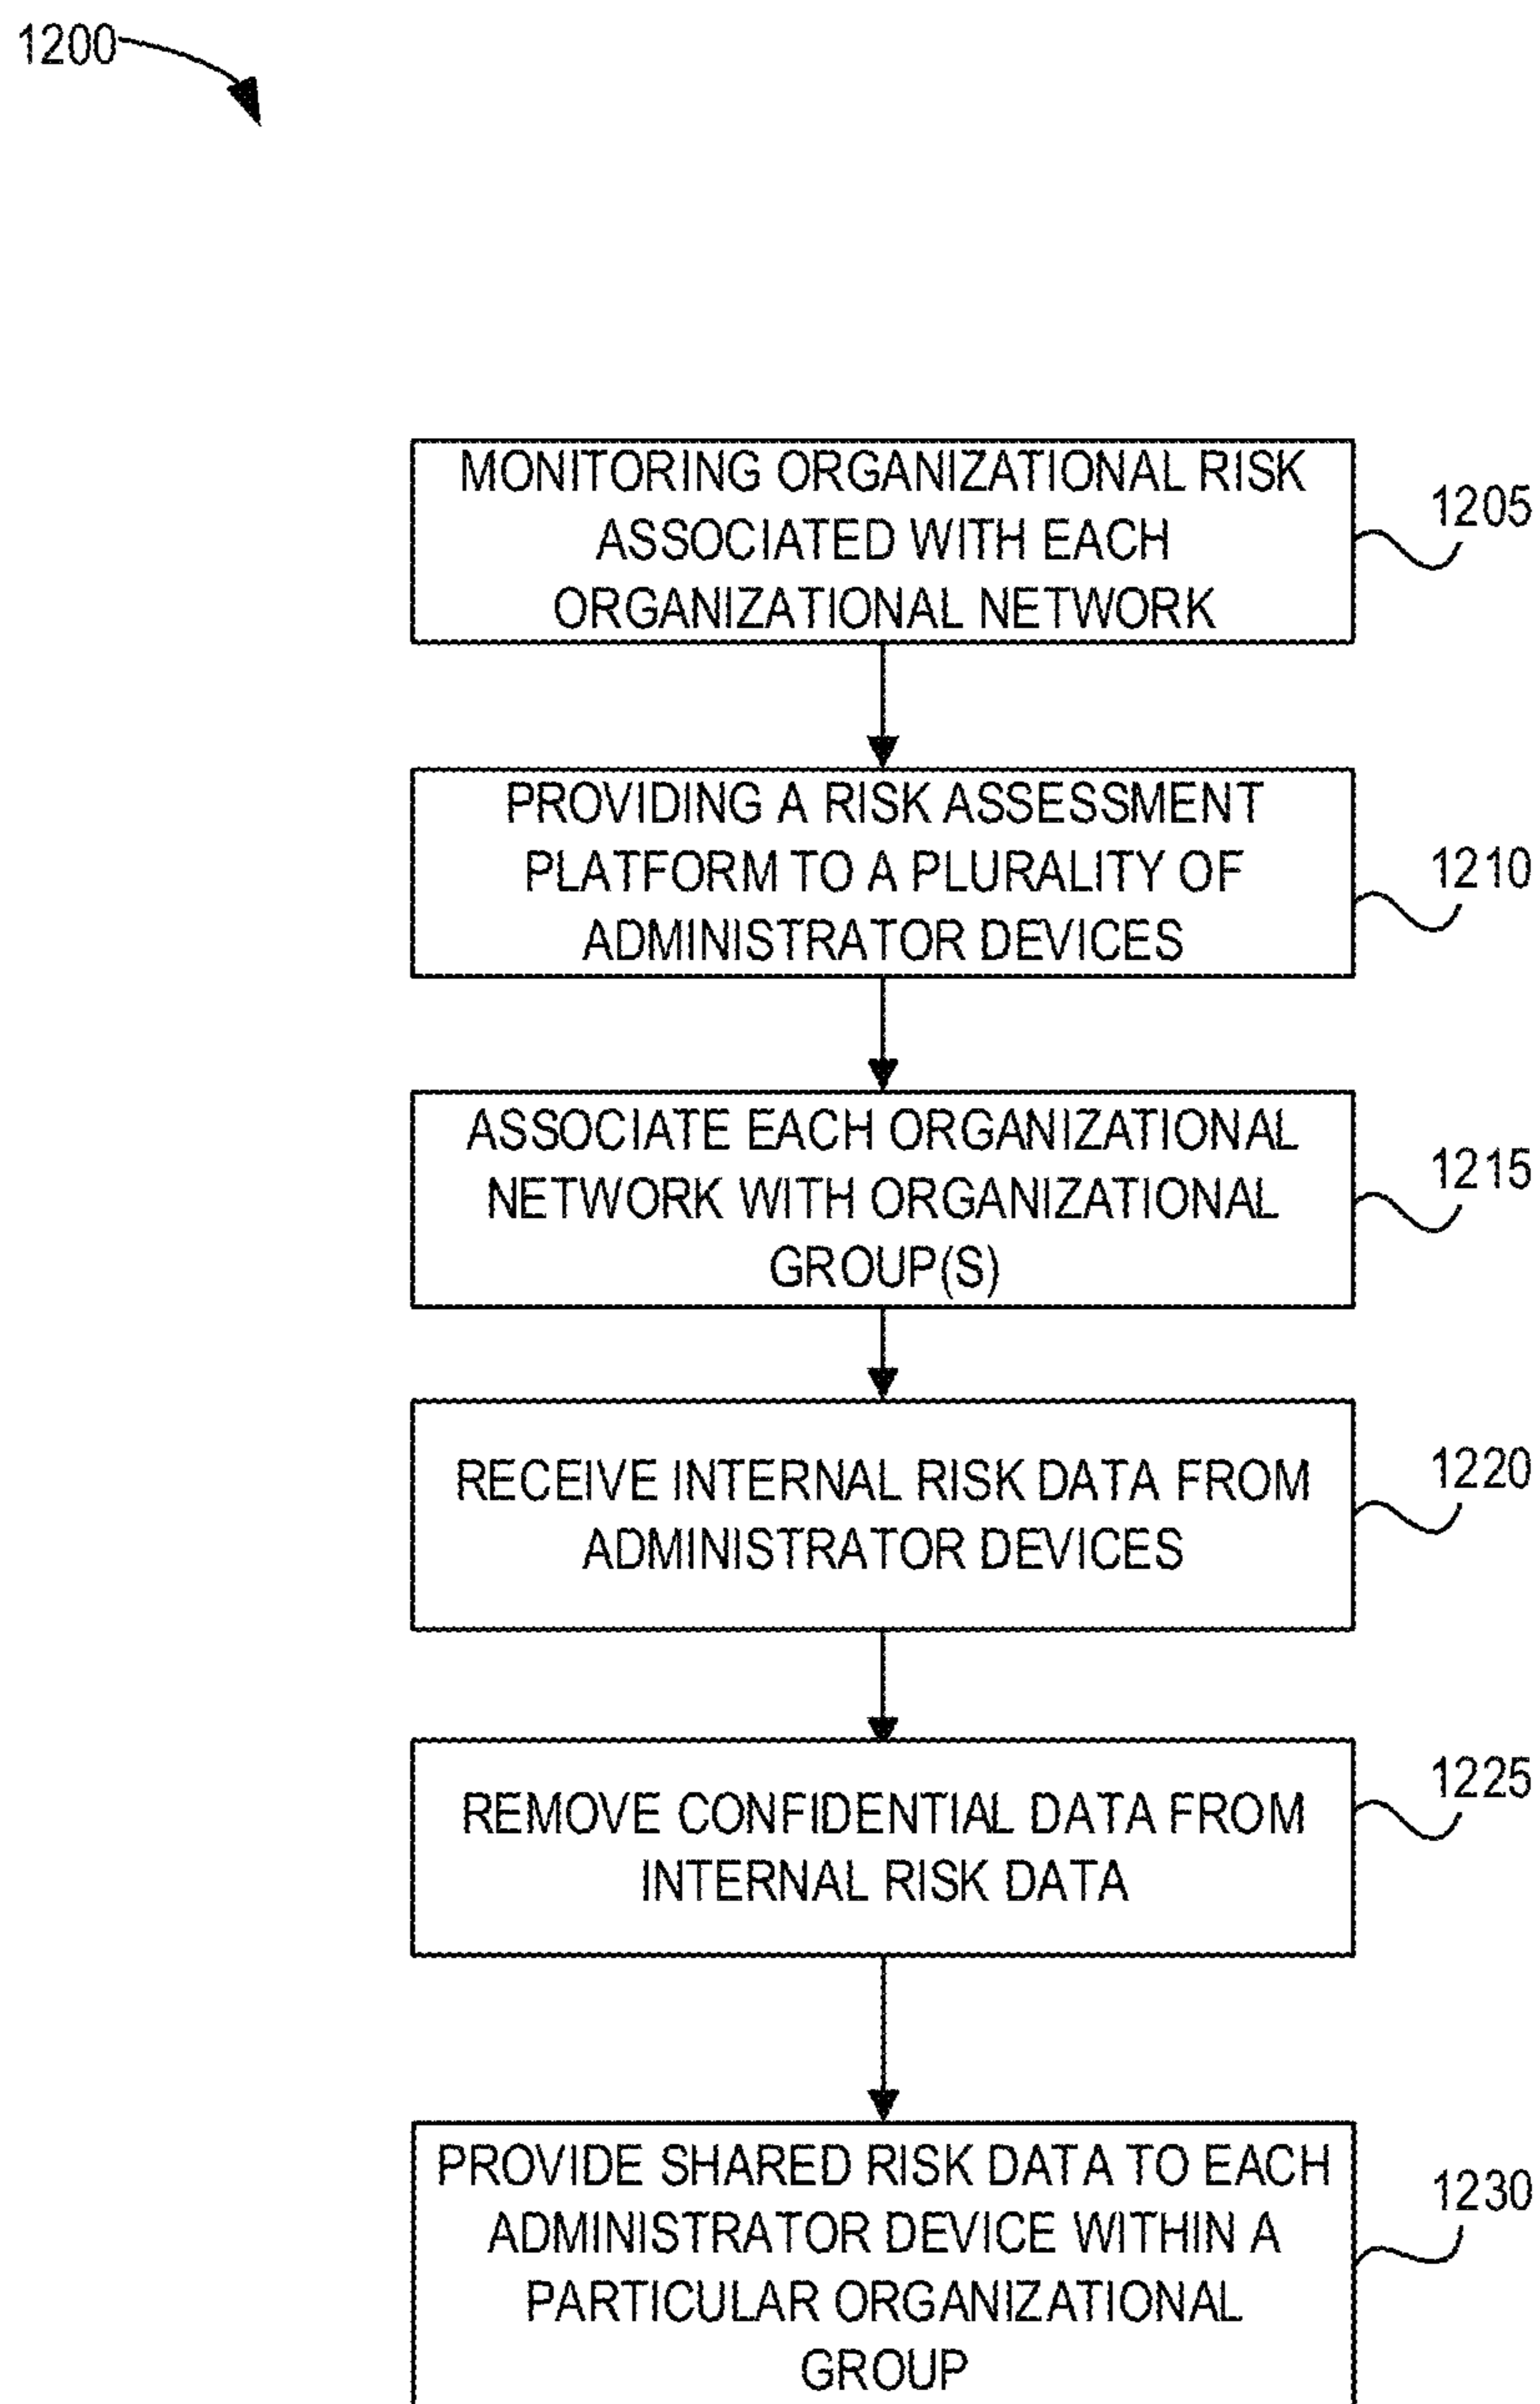 1200
MONITORING ORGANIZATIONAL RISK
ASSOCIATED WITH EACH
ORGANIZATIONAL NETWORK
1205
PROVIDING A RISK ASSESSMENT
PLATFORM TO A PLURALITY OF
ADMINISTRATOR DEVICES
1210
ASSOCIATE EACH ORGANIZATIONAL
NETWORK WITH ORGANIZATIONAL
GROUP(S)
1215
RECEIVE INTERNAL RISK DATA FROM
ADMINISTRATOR DEVICES
1220
REMOVE CONFIDENTIAL DATA FROM
INTERNAL RISK DATA
1225
PROVIDE SHARED RISK DATA TO EACH
ADMINISTRATOR DEVICE WITHIN A
PARTICULAR ORGANIZATIONAL
GROUP
1230